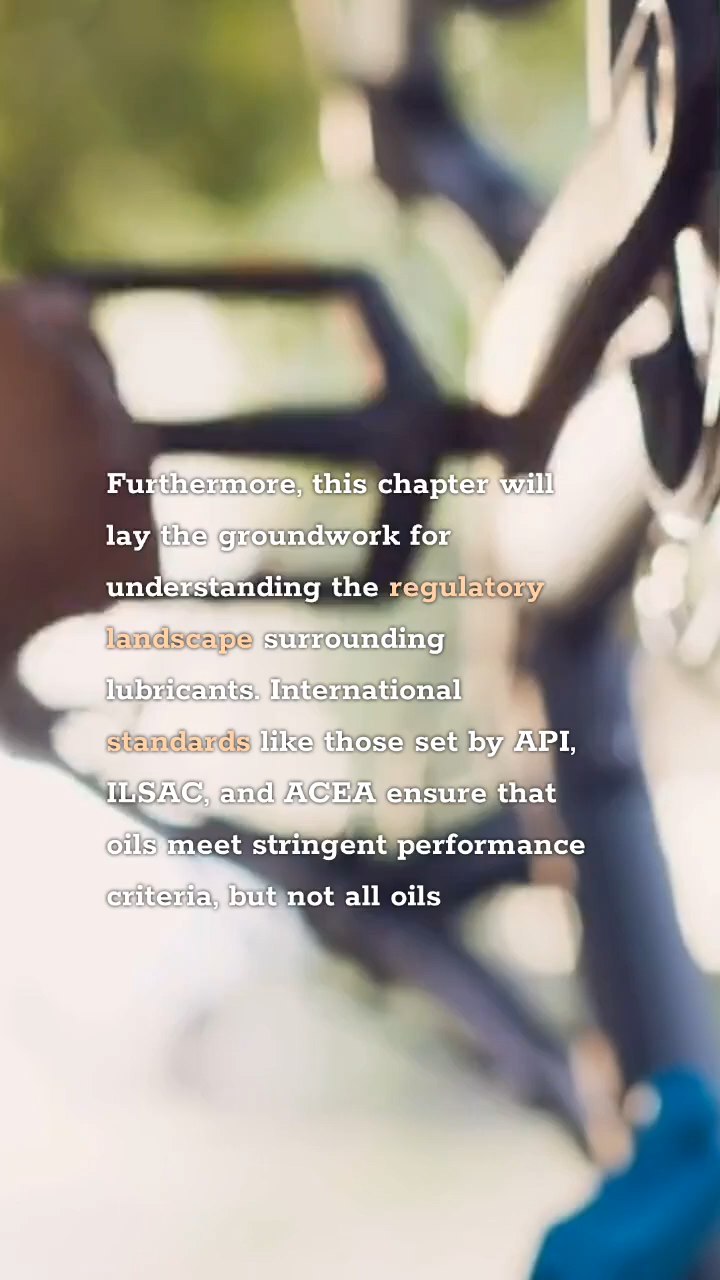 Furthermore, this chapter will
lay the groundwork for
understanding the regulatory
landscape surrounding
lubricants. International
standards like those set by API,
ILSAC, and ACEA ensure that
oils meet stringent performance
criteria, but not all oils